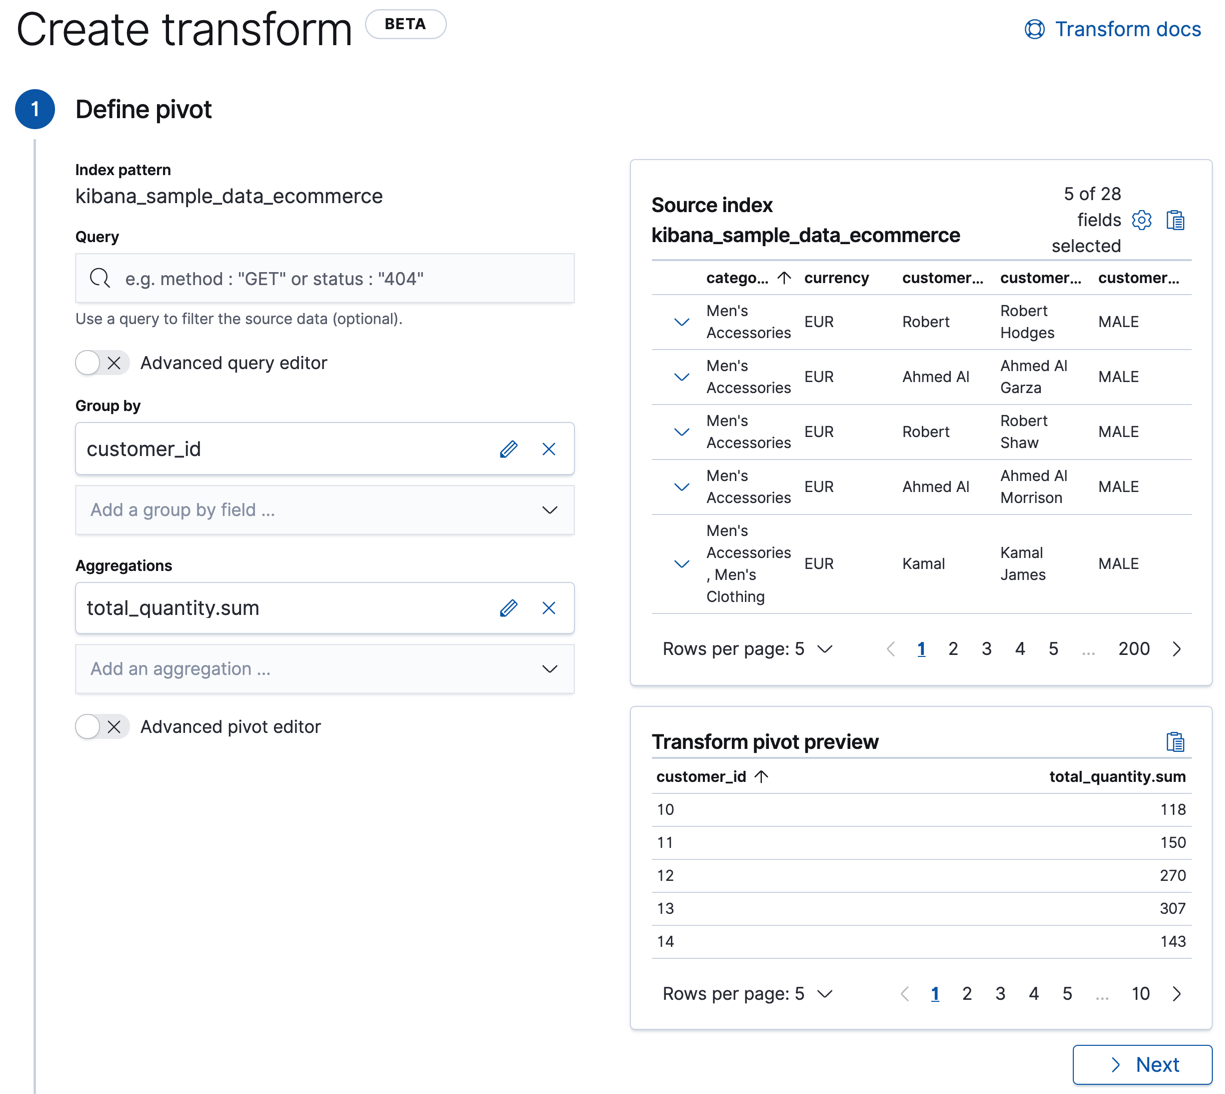 Create transform BETA
Transform docs
1 Define pivot
Index pattern
kibana_sample_data_ecommerce
Query
e.g. method : "GET" or status : "404"
Use a query to filter the source data (optional).
Advanced query editor
Group by
customer_id
Add a group by field ...
Aggregations
total_quantity.sum
Add an aggregation ...
Advanced pivot editor
Source index
kibana_sample_data_ecommerce
5 of 28
fields
selected
catego... currency customer... customer... customer...
Men's
Accessories EUR Robert Robert
Hodges MALE
Men's
Accessories EUR Ahmed Al Ahmed Al
Garza MALE
Men's
Accessories EUR Robert Robert
Shaw MALE
Men's
Accessories EUR Ahmed Al Ahmed Al
Morrison MALE
Men's
Accessories
, Men's
Clothing EUR Kamal Kamal
James MALE
Rows per page: 5 1 2 3 4 5 ... 200
Transform pivot preview
customer_id total_quantity.sum
10 118
11 150
12 270
13 307
14 143
Rows per page: 5 1 2 3 4 5 ... 10
Next